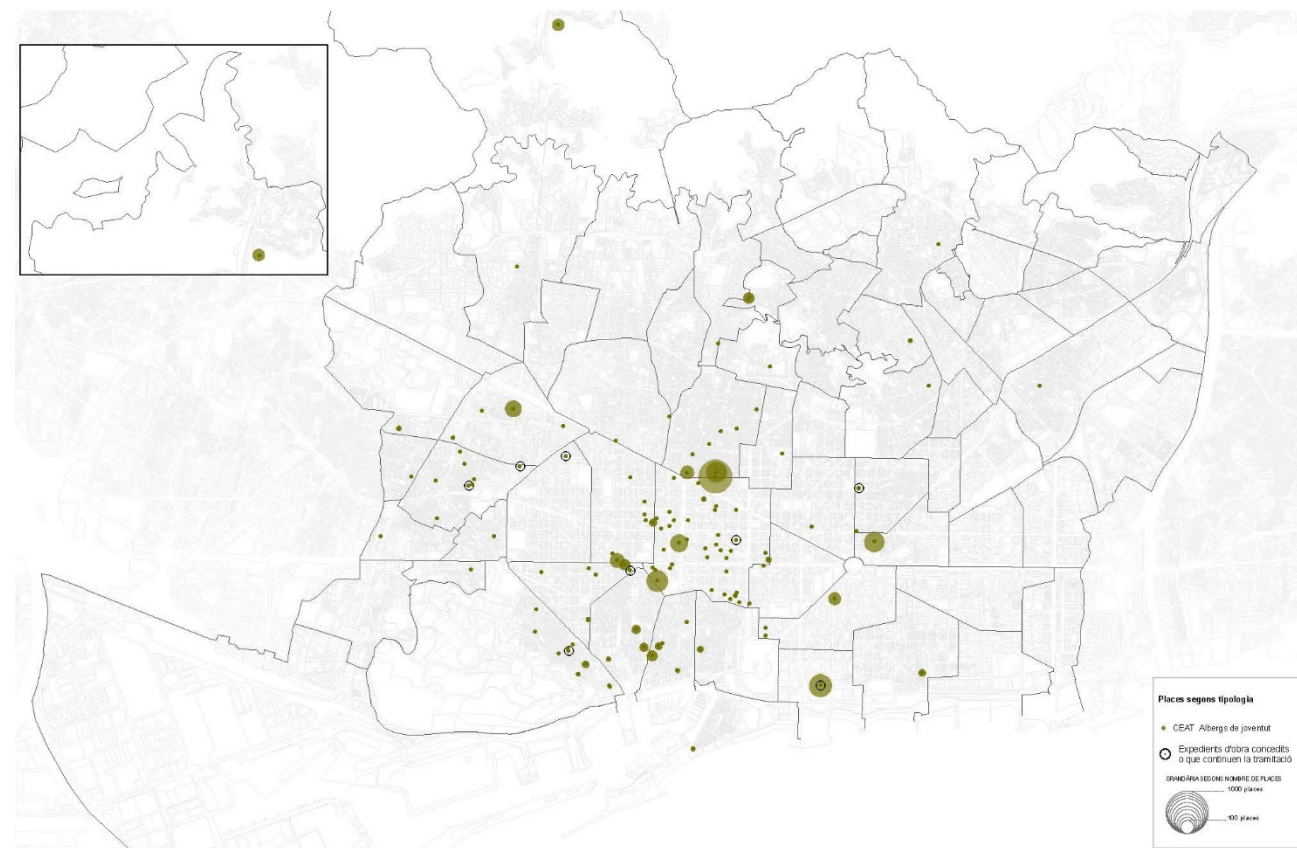 Places segons tipologia
CEAT Albergs de joventut
Expedients d'obra concedits
o que continuen la tramitació
GRANDÀRIA SEGONS NOMBRE DE PLACES
1000 places
100 places